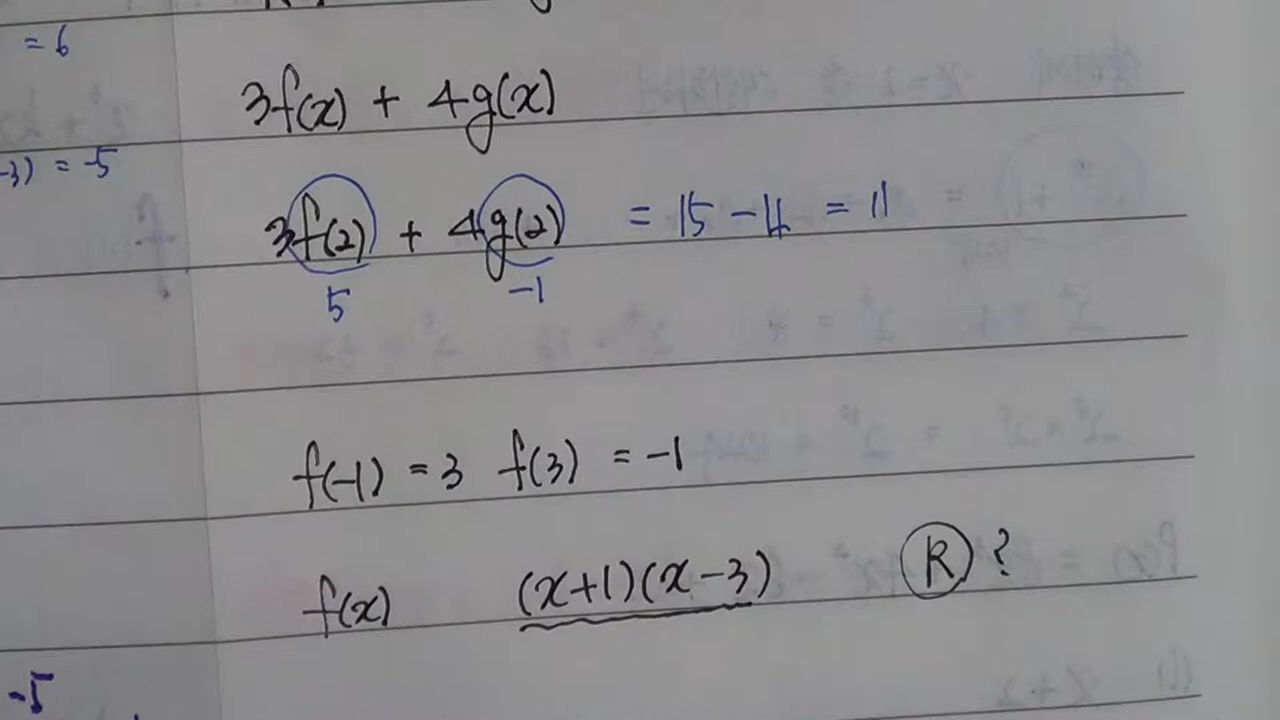 = 6
3f(x) + 4g(x)
-3) = -5
3f(2) + 4g(2) = 15 - 4 = 11
5 -1
f(-1) = 3 f(3) = -1
f(x) (x+1)(x-3) R ?
-5